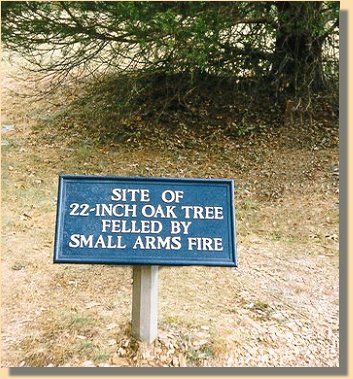 SITE OF
22-INCH OAK TREE
FELLED BY
SMALL ARMS FIRE